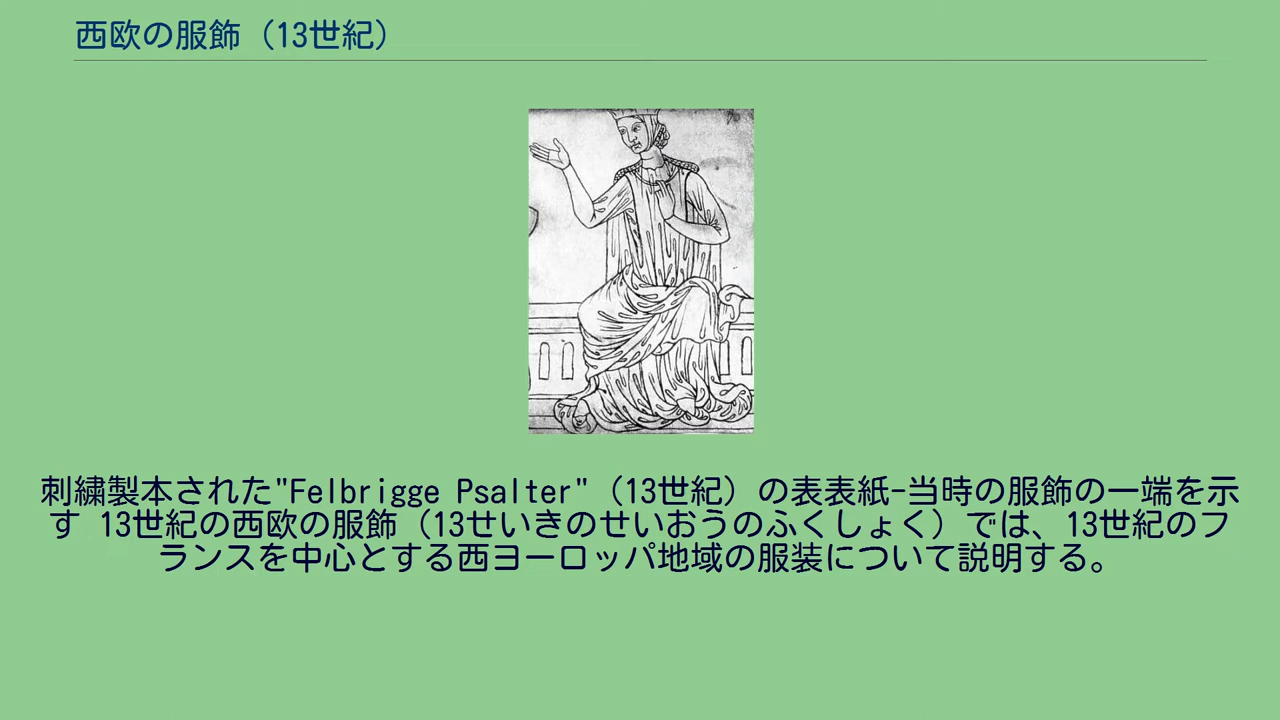 西欧の服飾（13世紀）
刺繍製本された"Felbrigge Psalter"（13世紀）の表表紙-当時の服飾の一端を示
す 13世紀の西欧の服飾（13せいきのせいおうのふくしょく）では、13世紀のフ
ランスを中心とする西ヨーロッパ地域の服装について説明する。